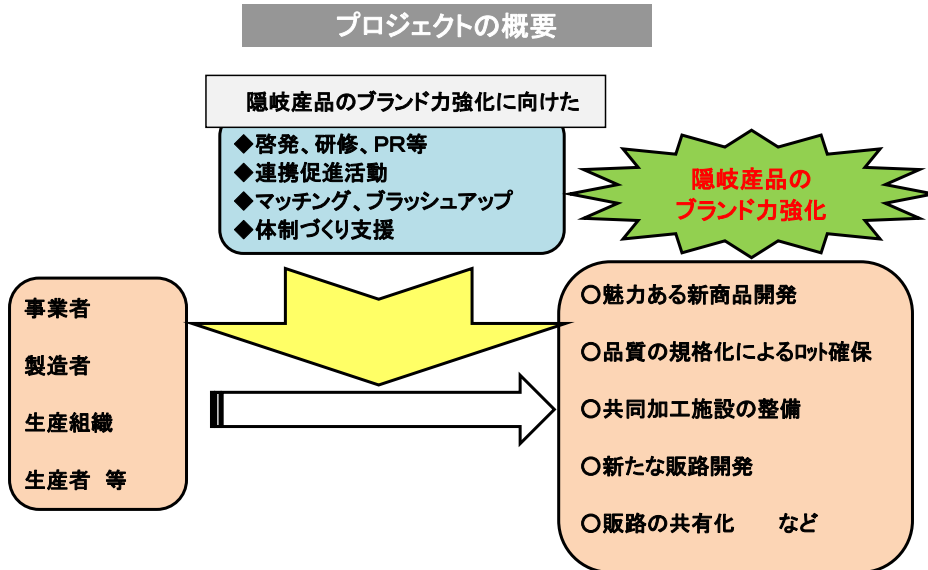 プロジェクトの概要
隠岐産品のブランド力強化に向けた
◆啓発、研修、PR等
◆連携促進活動
◆マッチング、ブラッシュアップ
◆体制づくり支援
隠岐産品の
ブランド力強化
事業者
製造者
生産組織
生産者　等
〇魅力ある新商品開発
〇品質の規格化によるﾛｯﾄ確保
〇共同加工施設の整備
〇新たな販路開発
〇販路の共有化　　など